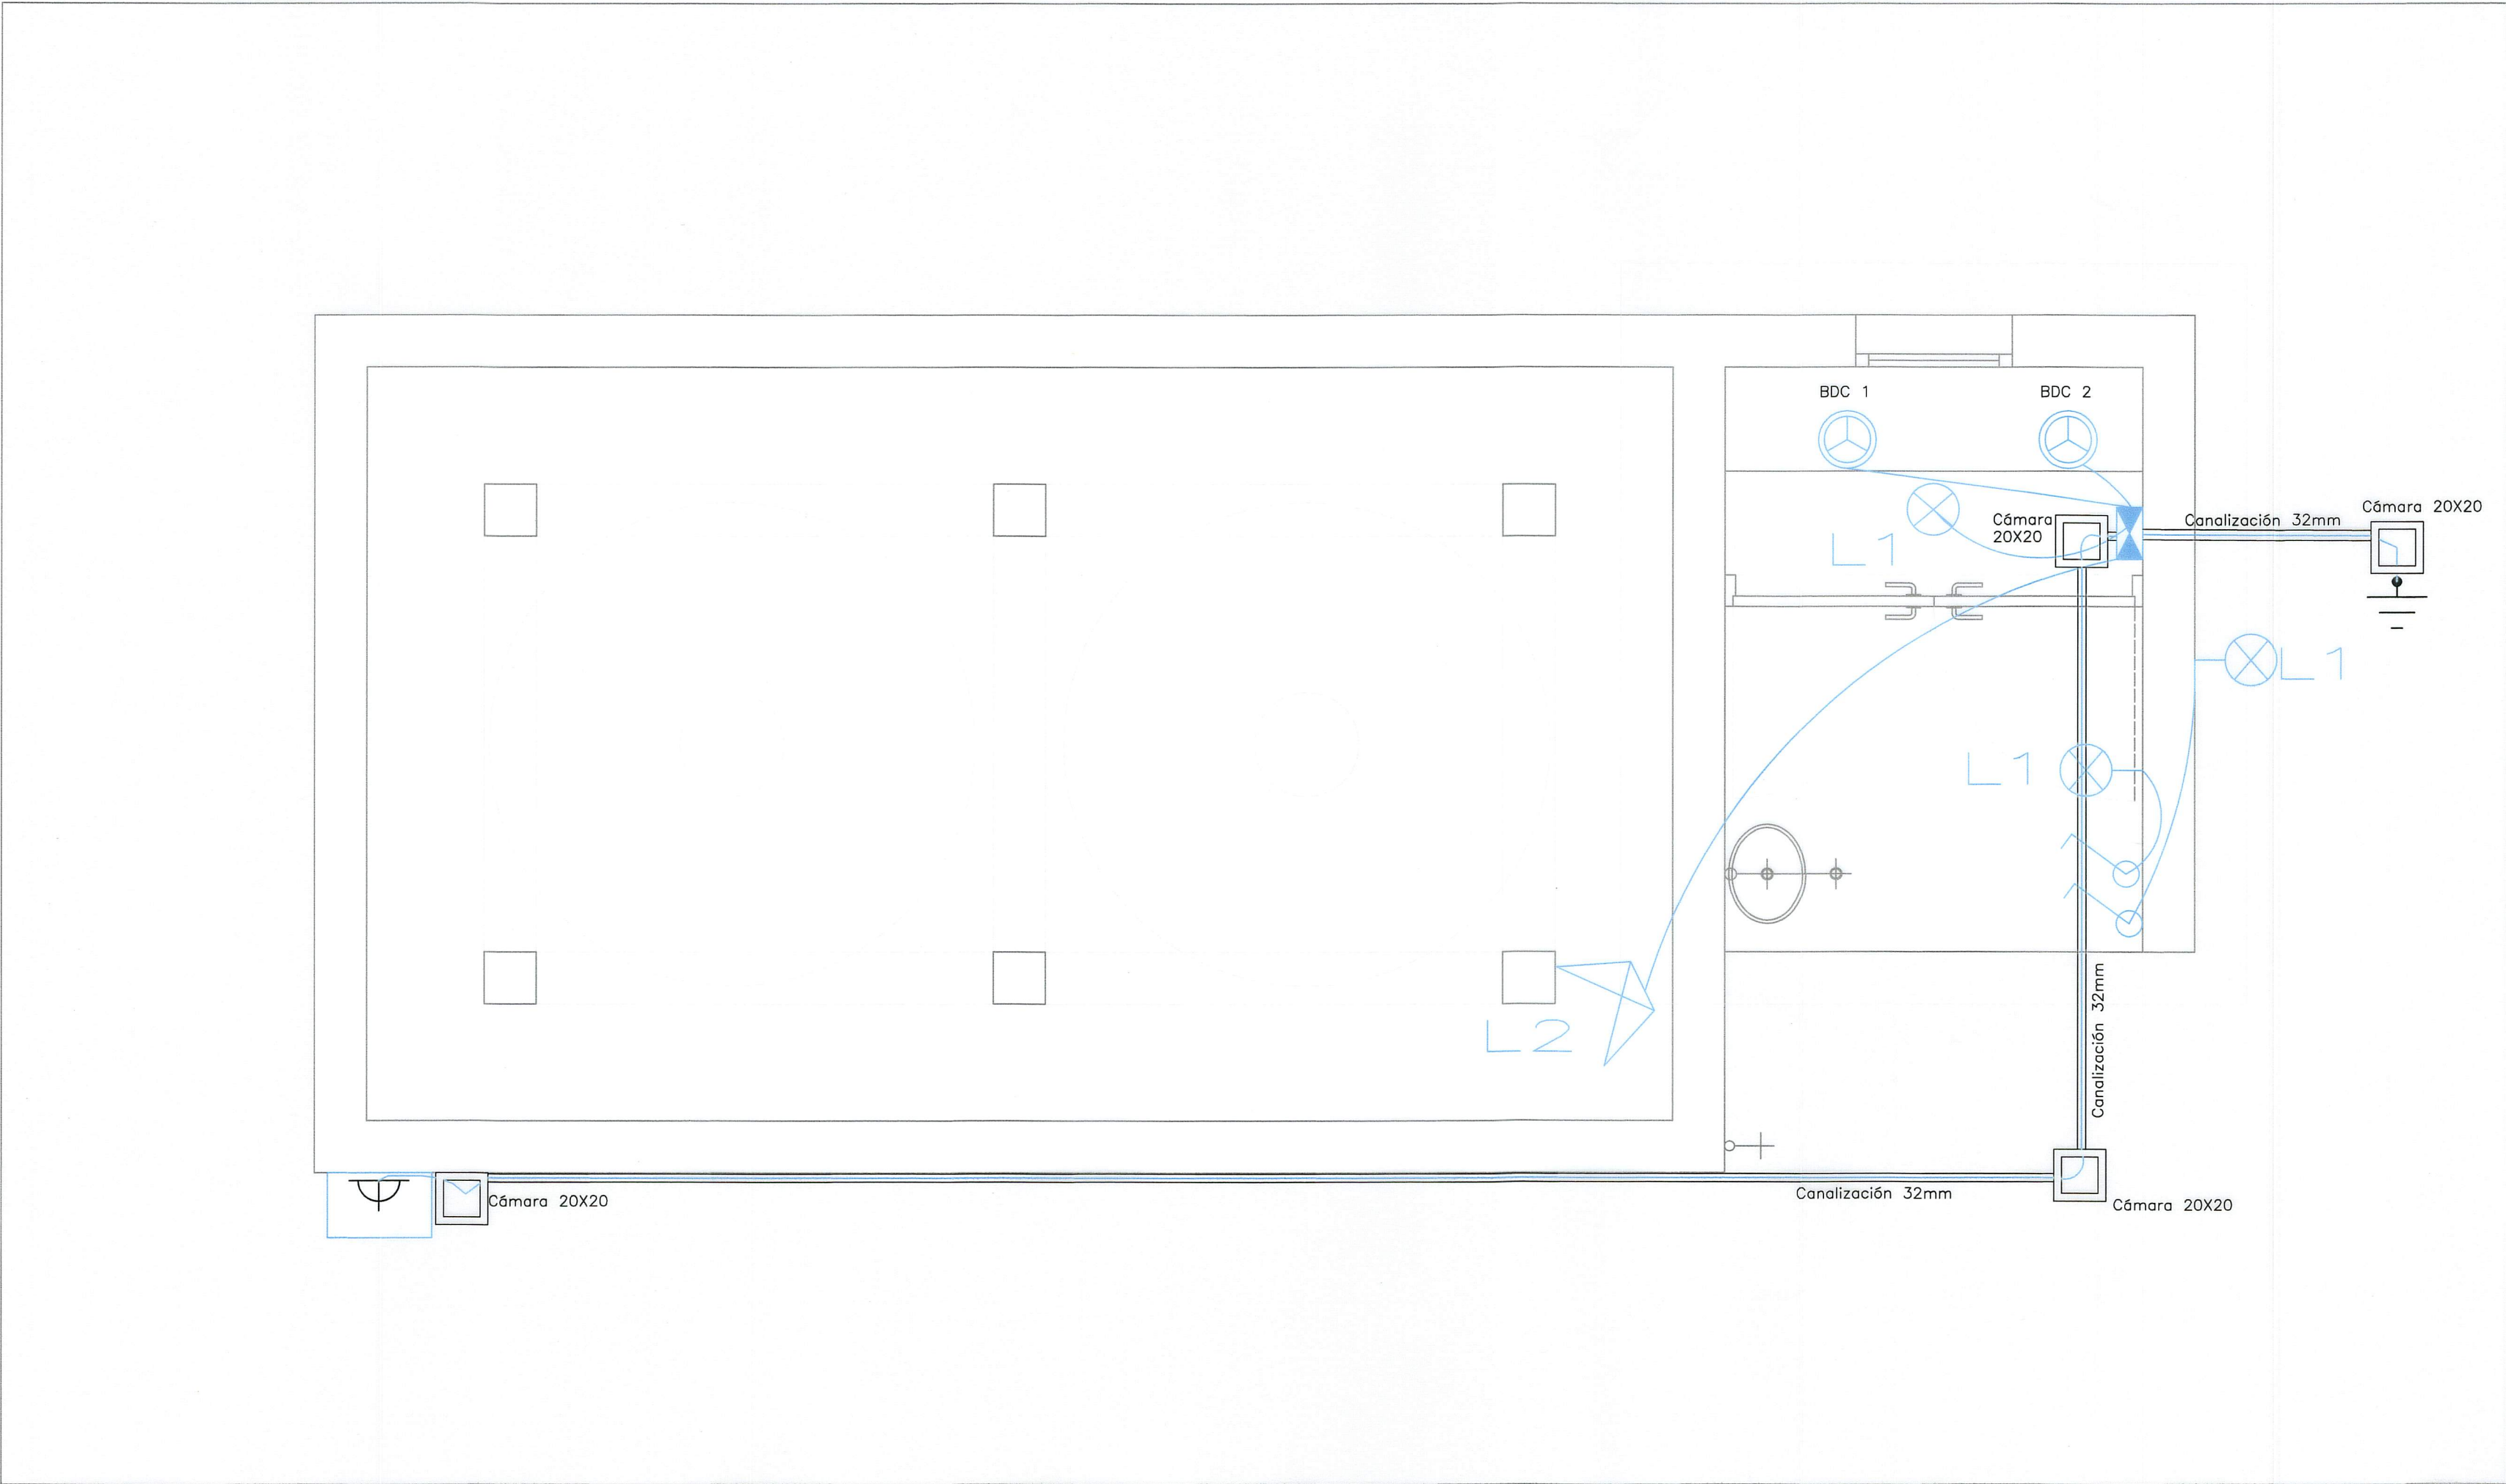 BDC 1
BDC 2
Cámara 20X20
Canalización 32mm
Cámara
20X20
L1
L1
L1
L2
Canalización 32mm
Canalización 32mm
Cámara 20X20
Cámara 20X20